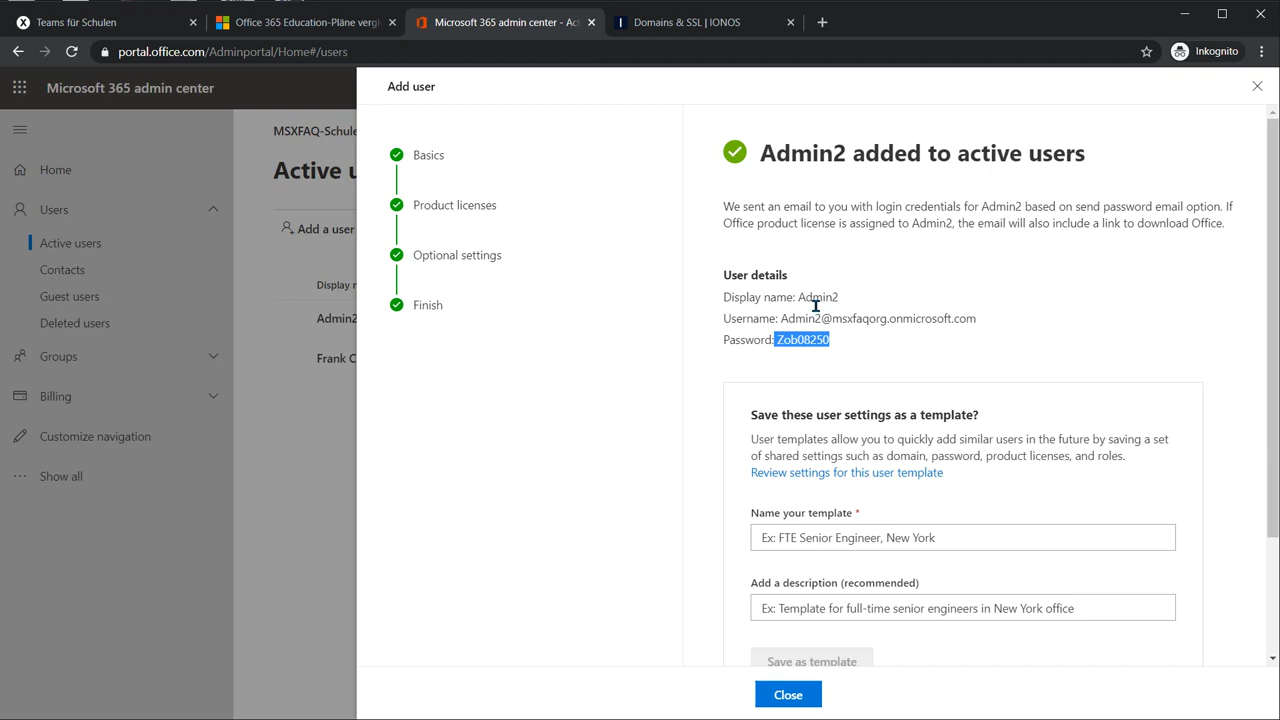 Teams für Schulen
Office 365 Education-Pläne vergl
Microsoft 365 admin center - Act
Domains & SSL | IONOS
portal.office.com/Adminportal/Home#/users
Inkognito
Microsoft 365 admin center
Home
Users
Active users
Contacts
Guest users
Deleted users
Groups
Billing
Customize navigation
Show all
MSXFAQ-Schule
Active u
Add a user
Display n
Admin2
Frank C
Add user
Basics
Product licenses
Optional settings
Finish
Admin2 added to active users
We sent an email to you with login credentials for Admin2 based on send password email option. If
Office product license is assigned to Admin2, the email will also include a link to download Office.
User details
Display name: Admin2
Username: Admin2@msxfaqorg.onmicrosoft.com
Password: Zob08250
Save these user settings as a template?
User templates allow you to quickly add similar users in the future by saving a set
of shared settings such as domain, password, product licenses, and roles.
Review settings for this user template
Name your template *
Ex: FTE Senior Engineer, New York
Add a description (recommended)
Ex: Template for full-time senior engineers in New York office
Save as template
Close